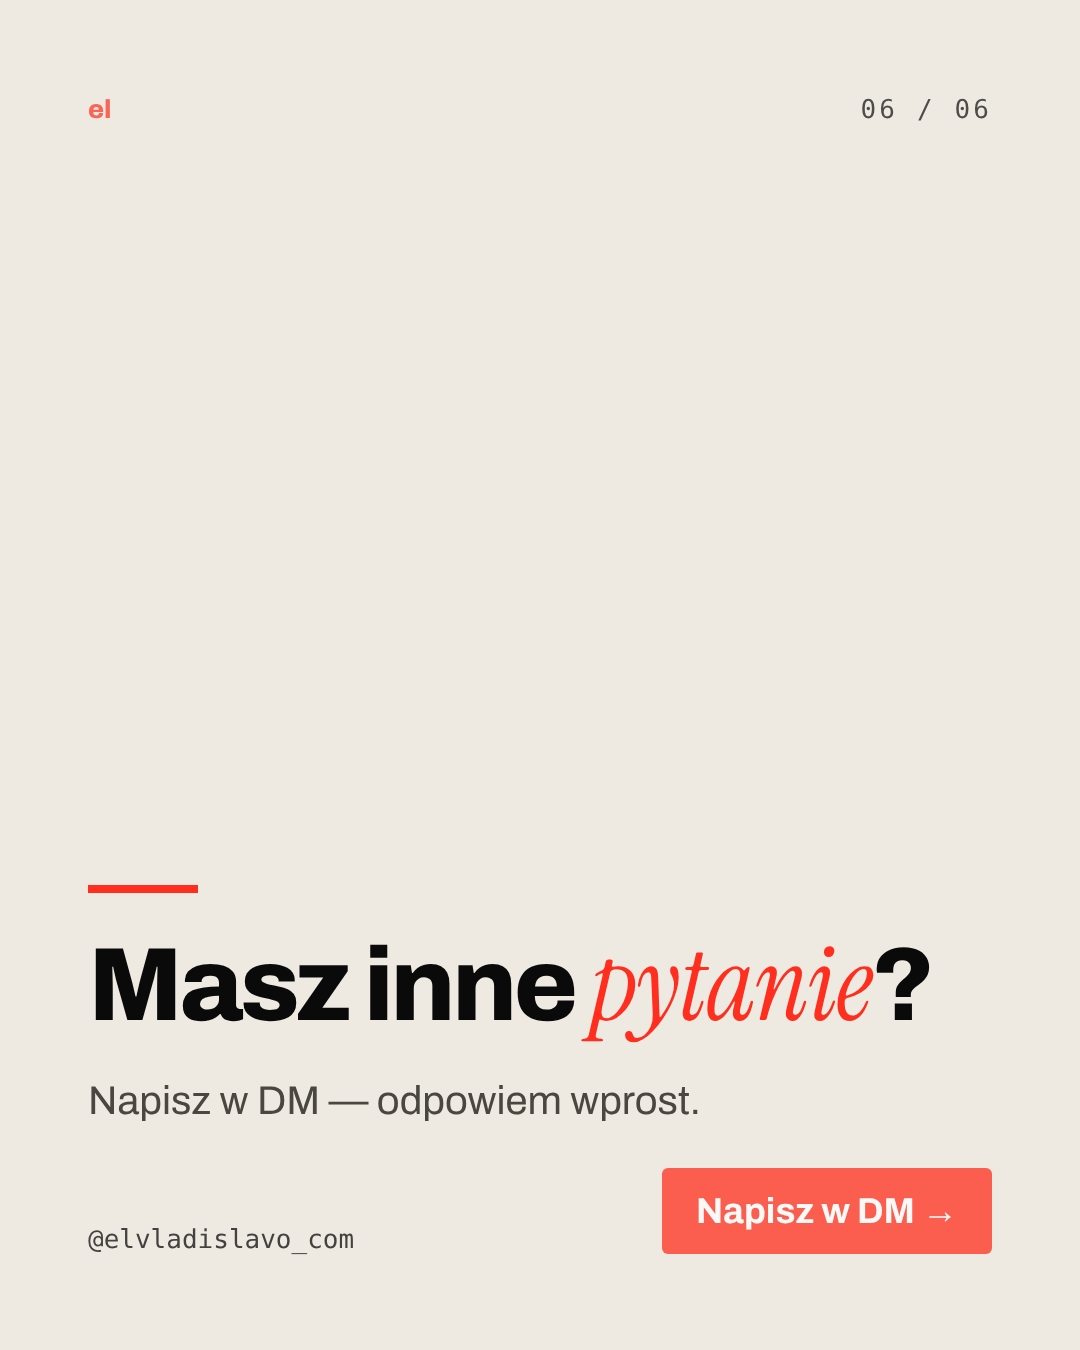 el
06 / 06
Masz inne pytanie?
Napisz w DM — odpowiem wprost.
Napisz w DM →
@elvladislavo_com